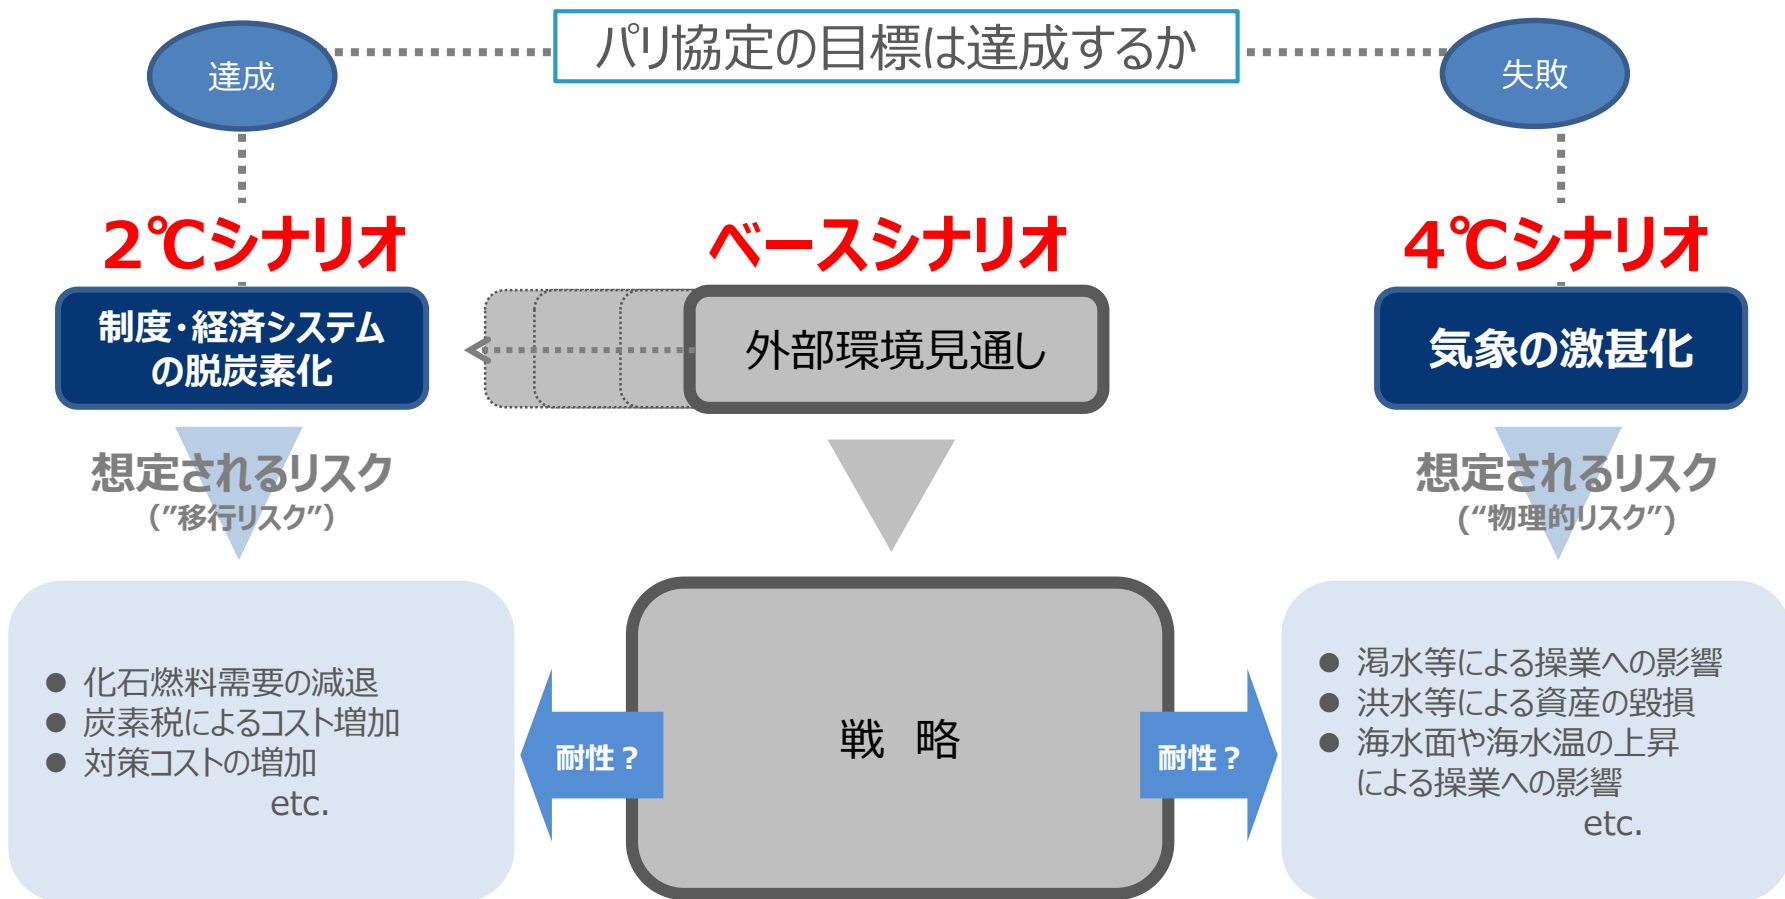 パリ協定の目標は達成するか
達成
失敗
2℃シナリオ
ベースシナリオ
4℃シナリオ
制度・経済システム
の脱炭素化
外部環境見通し
気象の激甚化
想定されるリスク
(”移行リスク”)
想定されるリスク
(“物理的リスク”)
● 化石燃料需要の減退
● 炭素税によるコスト増加
● 対策コストの増加
etc.
耐性？
戦　略
耐性？
● 渇水等による操業への影響
● 洪水等による資産の毀損
● 海水面や海水温の上昇
による操業への影響
etc.